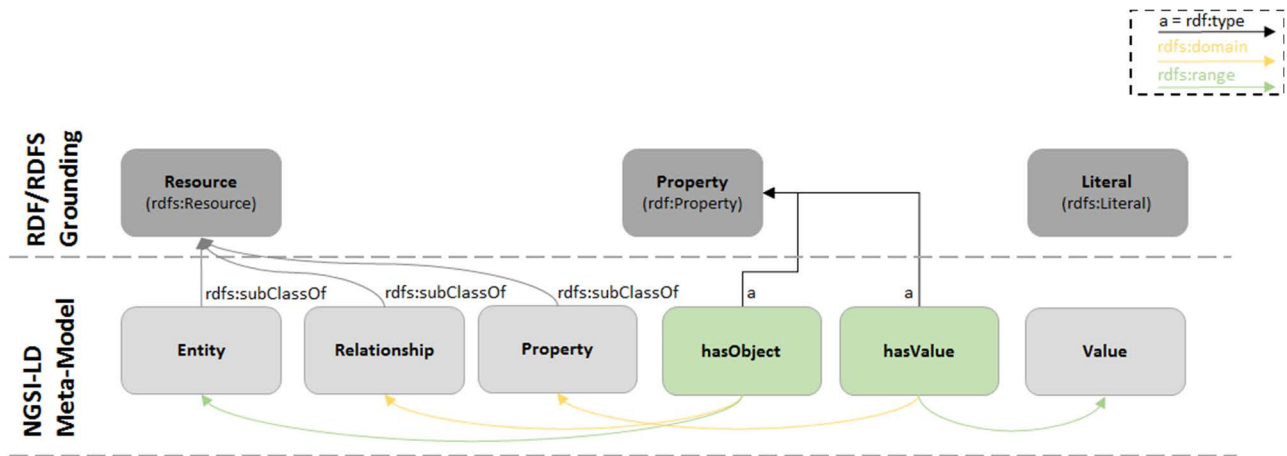 a = rdf:type
rdfs:domain
rdfs:range
RDF/RDFS
Grounding
Resource
(rdfs:Resource)
Property
(rdf:Property)
Literal
(rdfs:Literal)
rdfs:subClassOf
rdfs:subClassOf
rdfs:subClassOf
a
a
NGSI-LD
Meta-Model
Entity
Relationship
Property
hasObject
hasValue
Value